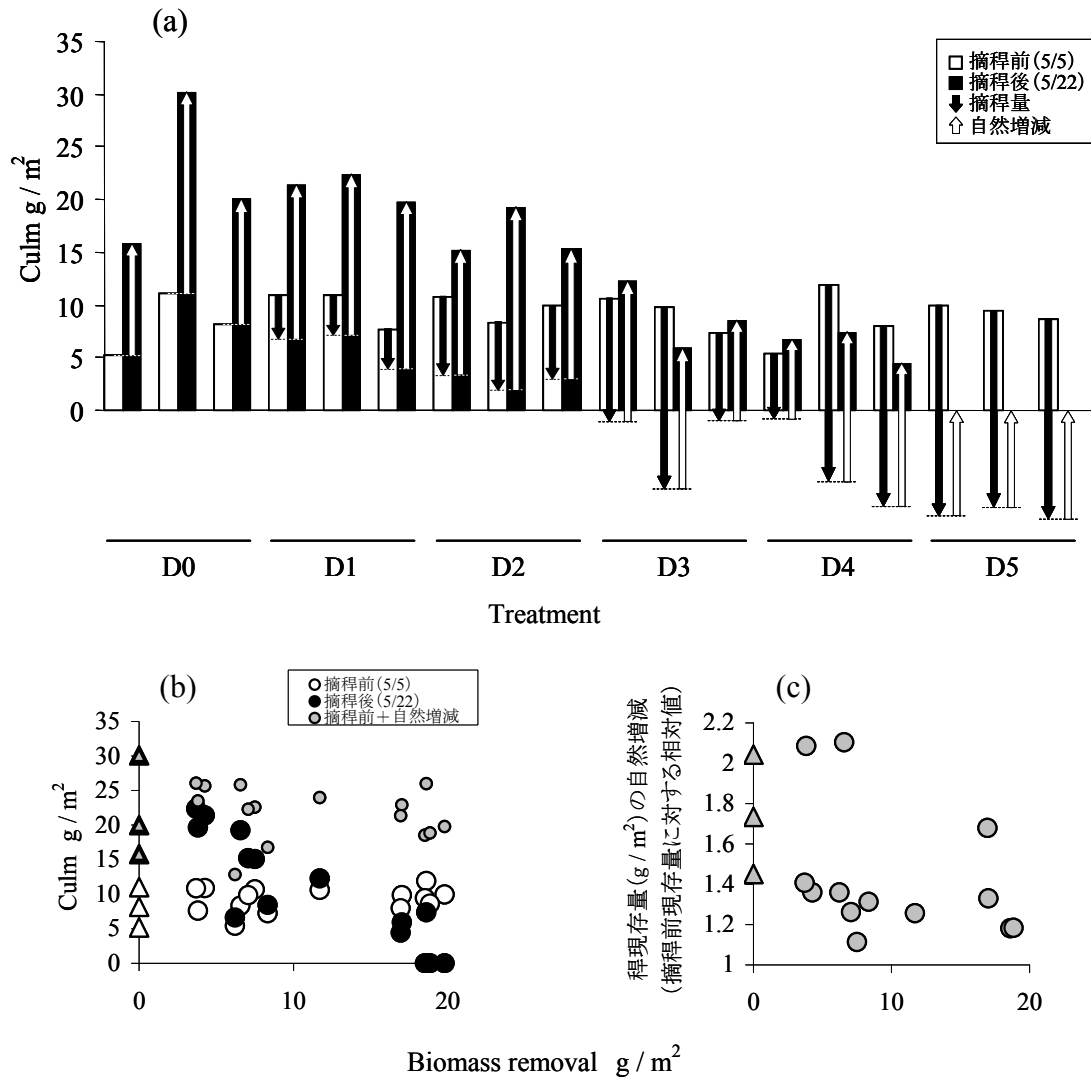 (a)
35
30
25
20
15
10
5
0
Culm g / m2
摘稈前(5/5)
摘稈後(5/22)
摘稈量
自然増減
D0 D1 D2 D3 D4 D5
Treatment
(b)
摘稈前(5/5)
摘稈後(5/22)
摘稈前+自然増減
35
30
25
20
15
10
5
0
Culm g / m2
0 10 20
(c)
稈現存量(g / m2)の自然増減
(摘稈前現存量に対する相対値)
2.2
2
1.8
1.6
1.4
1.2
1
0 10 20
Biomass removal g / m2